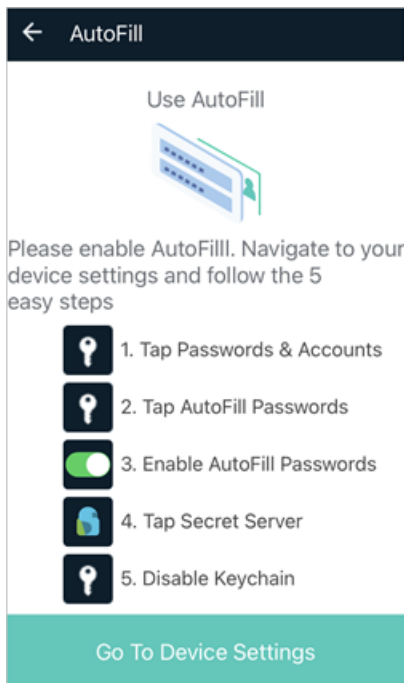 AutoFill
Use AutoFill
Please enable AutoFilll. Navigate to your
device settings and follow the 5
easy steps
1. Tap Passwords & Accounts
2. Tap AutoFill Passwords
3. Enable AutoFill Passwords
4. Tap Secret Server
5. Disable Keychain
Go To Device Settings